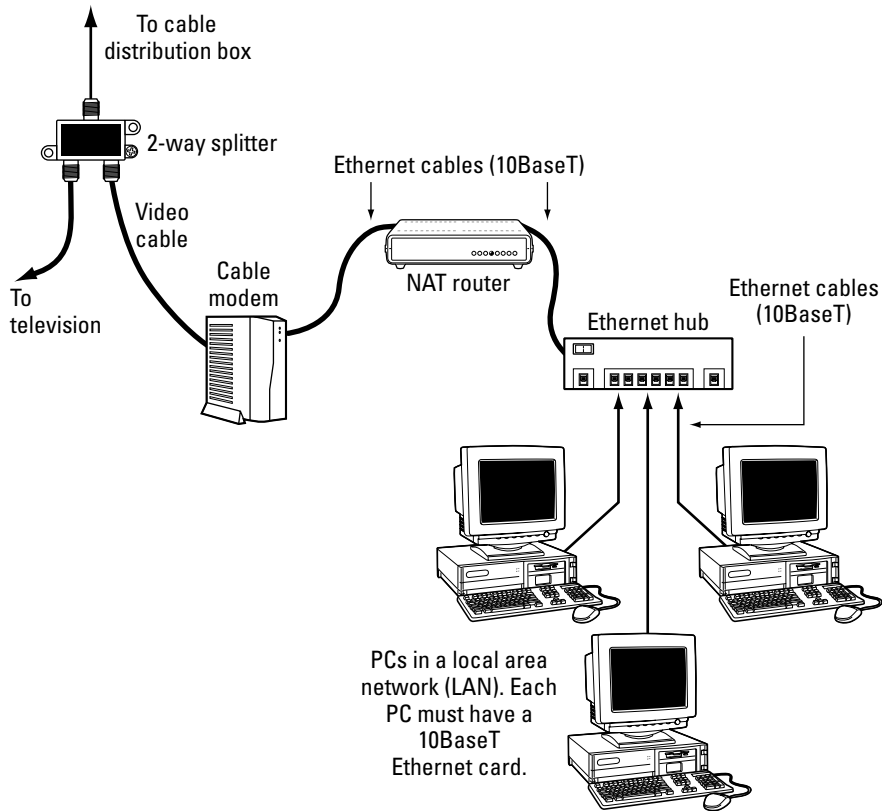 To cable
distribution box
2-way splitter
Ethernet cables (10BaseT)
Video
cable
Cable
modem
NAT router
To
television
Ethernet cables
(10BaseT)
Ethernet hub
PCs in a local area
network (LAN). Each
PC must have a
10BaseT
Ethernet card.